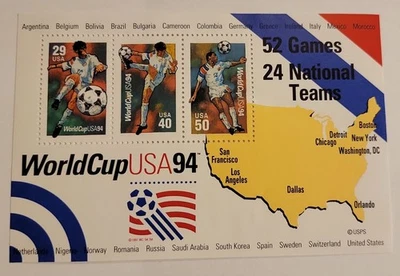 Argentina Belgium Bolivia Brazil Bulgaria Cameroon Colombia Germany Greece Ireland Italy Mexico Morocco
29
USA
WorldCupUSA94
WorldCupUSA94
40
USA
WorldCupUSA94
50
52 Games
24 National
Teams
WorldCupUSA94
San
Francisco
Los
Angeles
Dallas
Chicago
Detroit
Boston
New York
Washington, DC
Orlando
©USPS
Netherlands Nigeria Norway Romania Russia Saudi Arabia South Korea Spain Sweden Switzerland United States